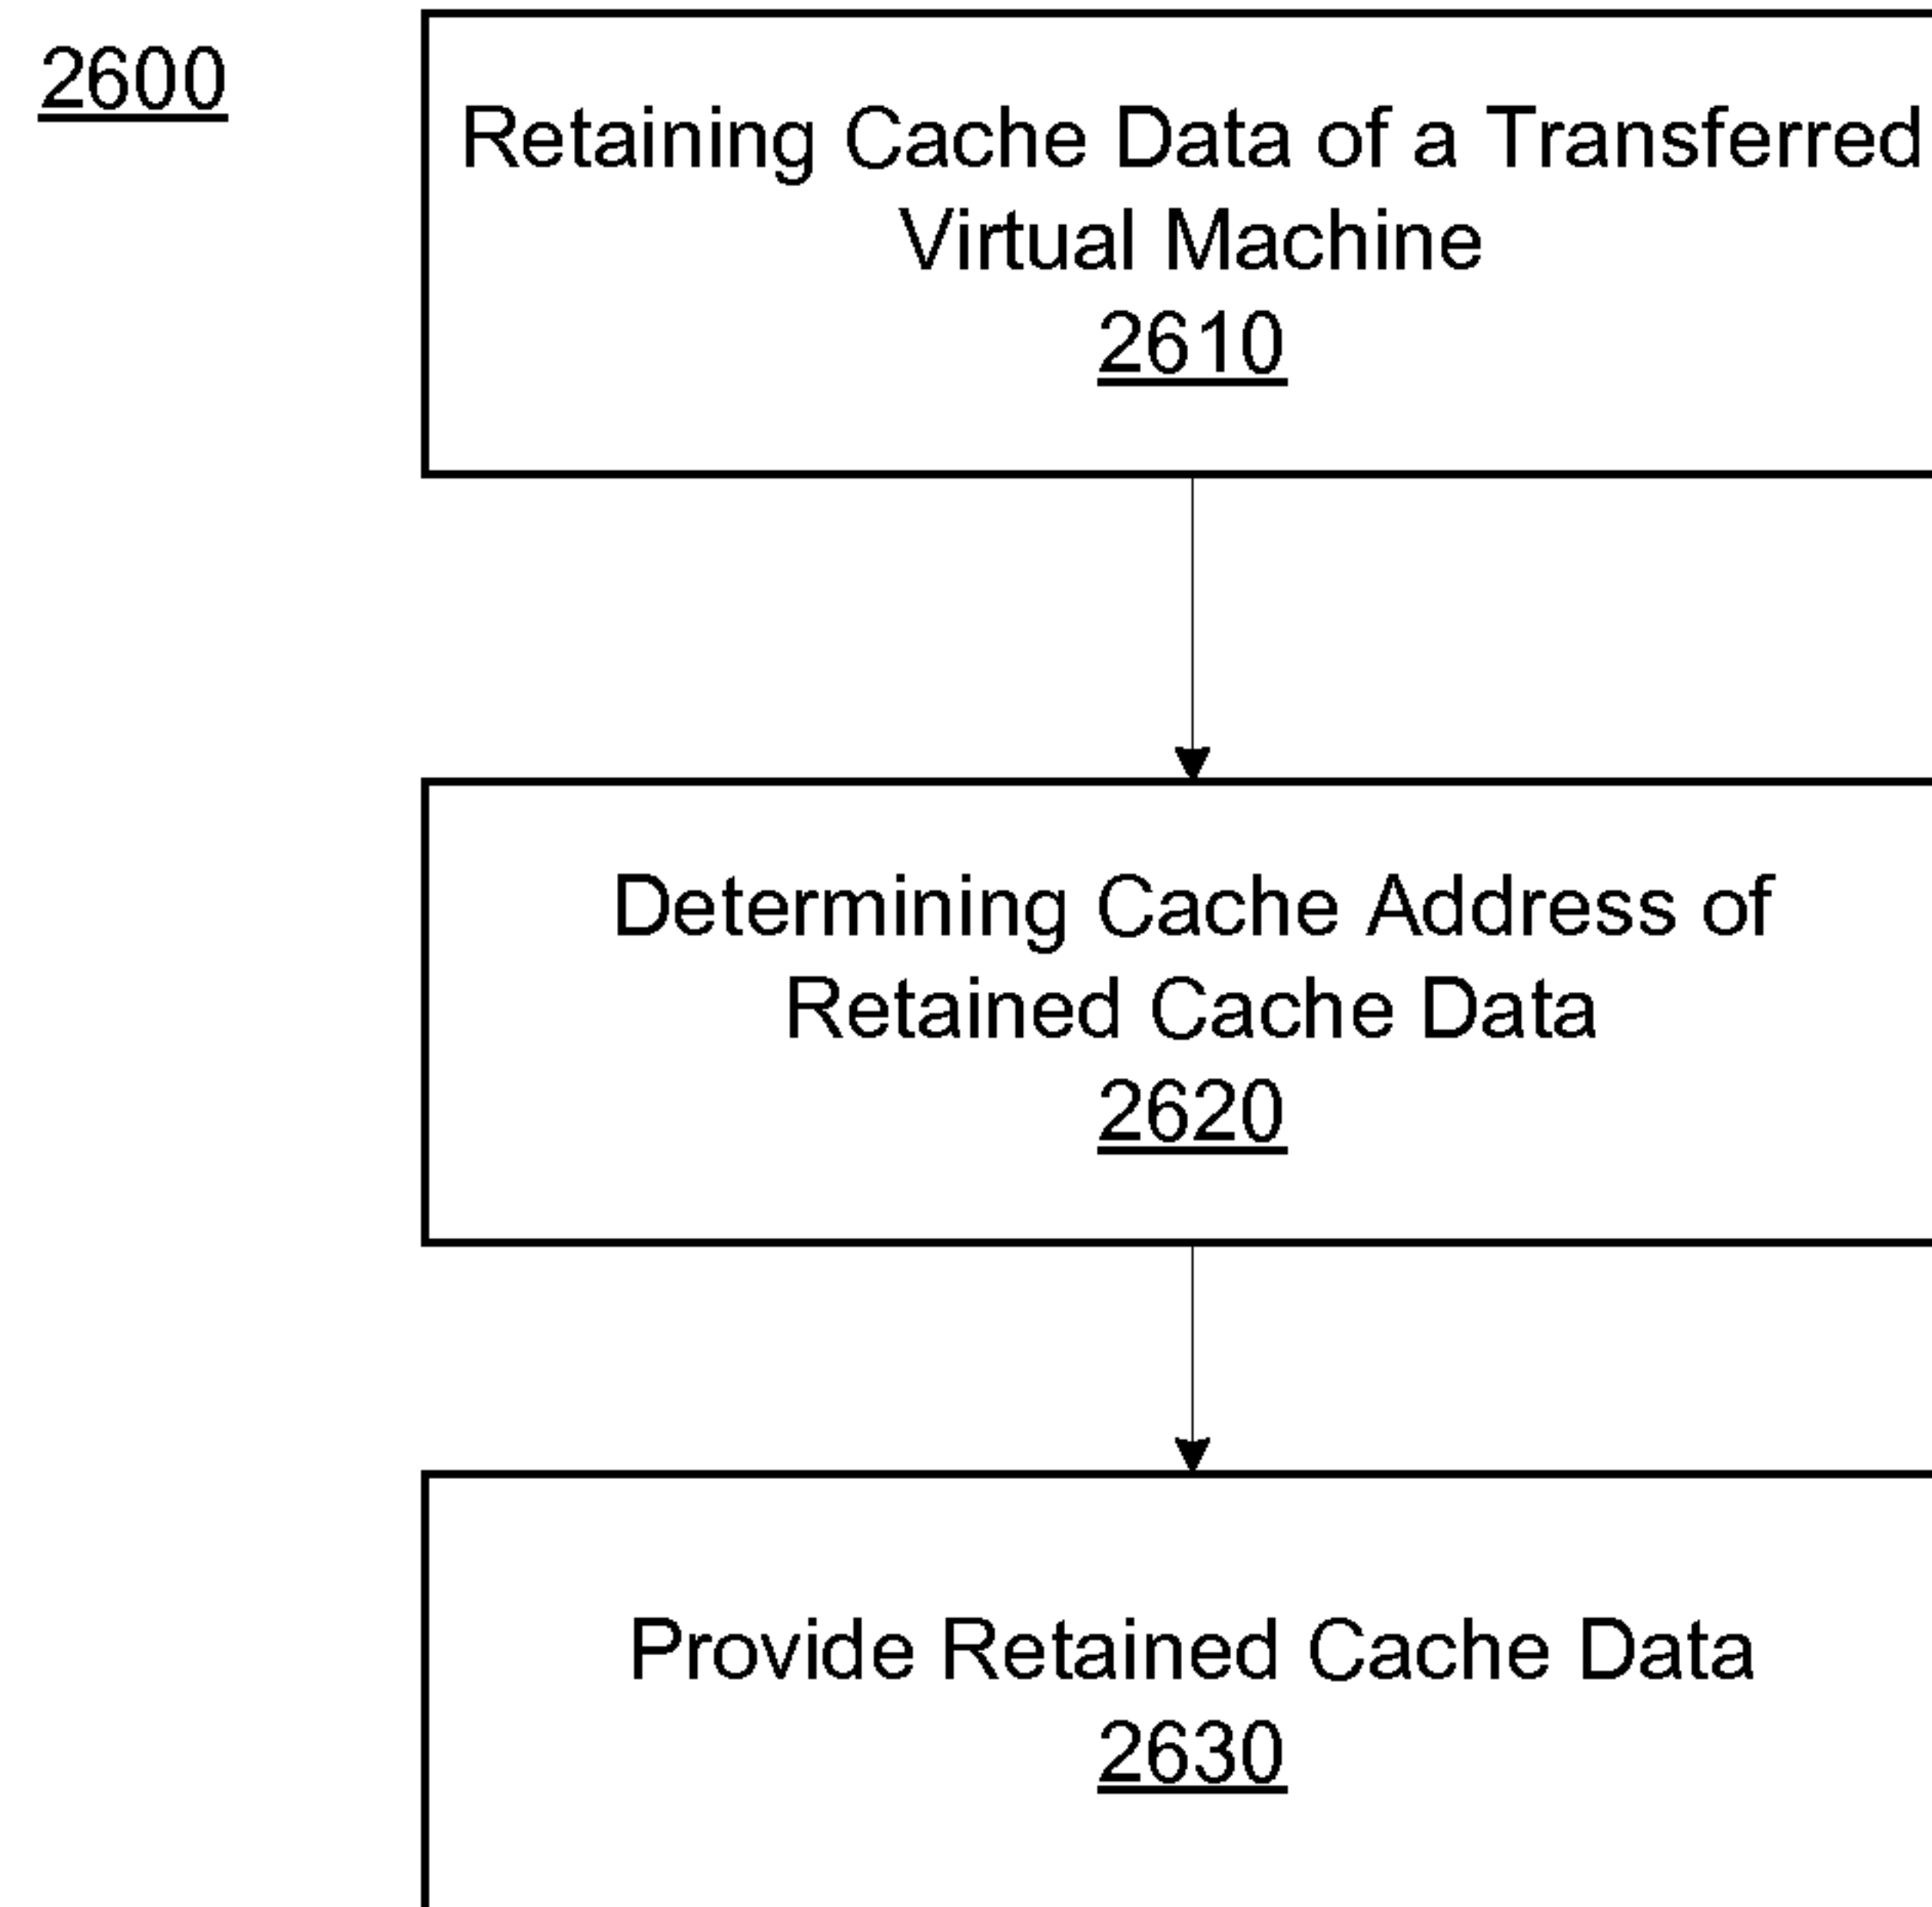 2600
Retaining Cache Data of a Transferred
Virtual Machine
2610
Determining Cache Address of
Retained Cache Data
2620
Provide Retained Cache Data
2630